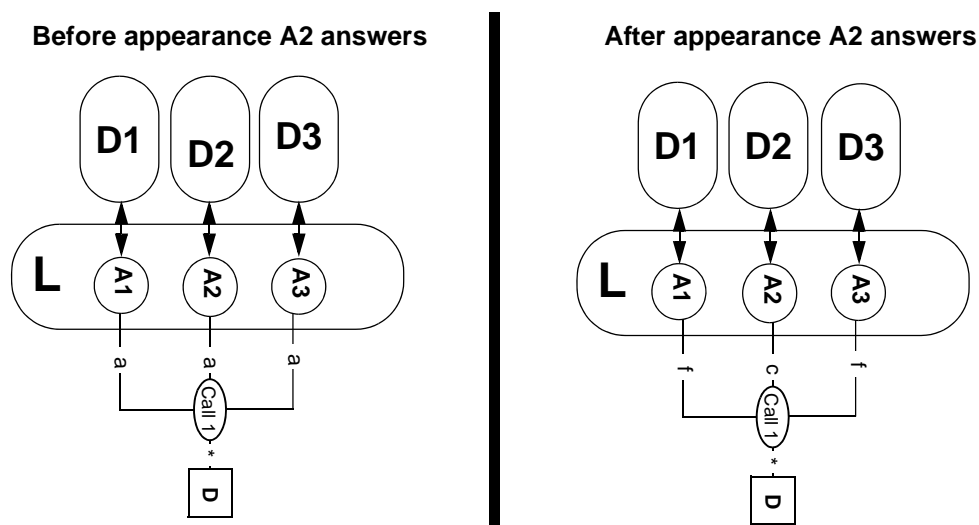 Before appearance A2 answers
D1 D2 D3
L A1 A2 A3
a a a
Call 1
*
D
After appearance A2 answers
D1 D2 D3
L A1 A2 A3
f c f
Call 1
*
D